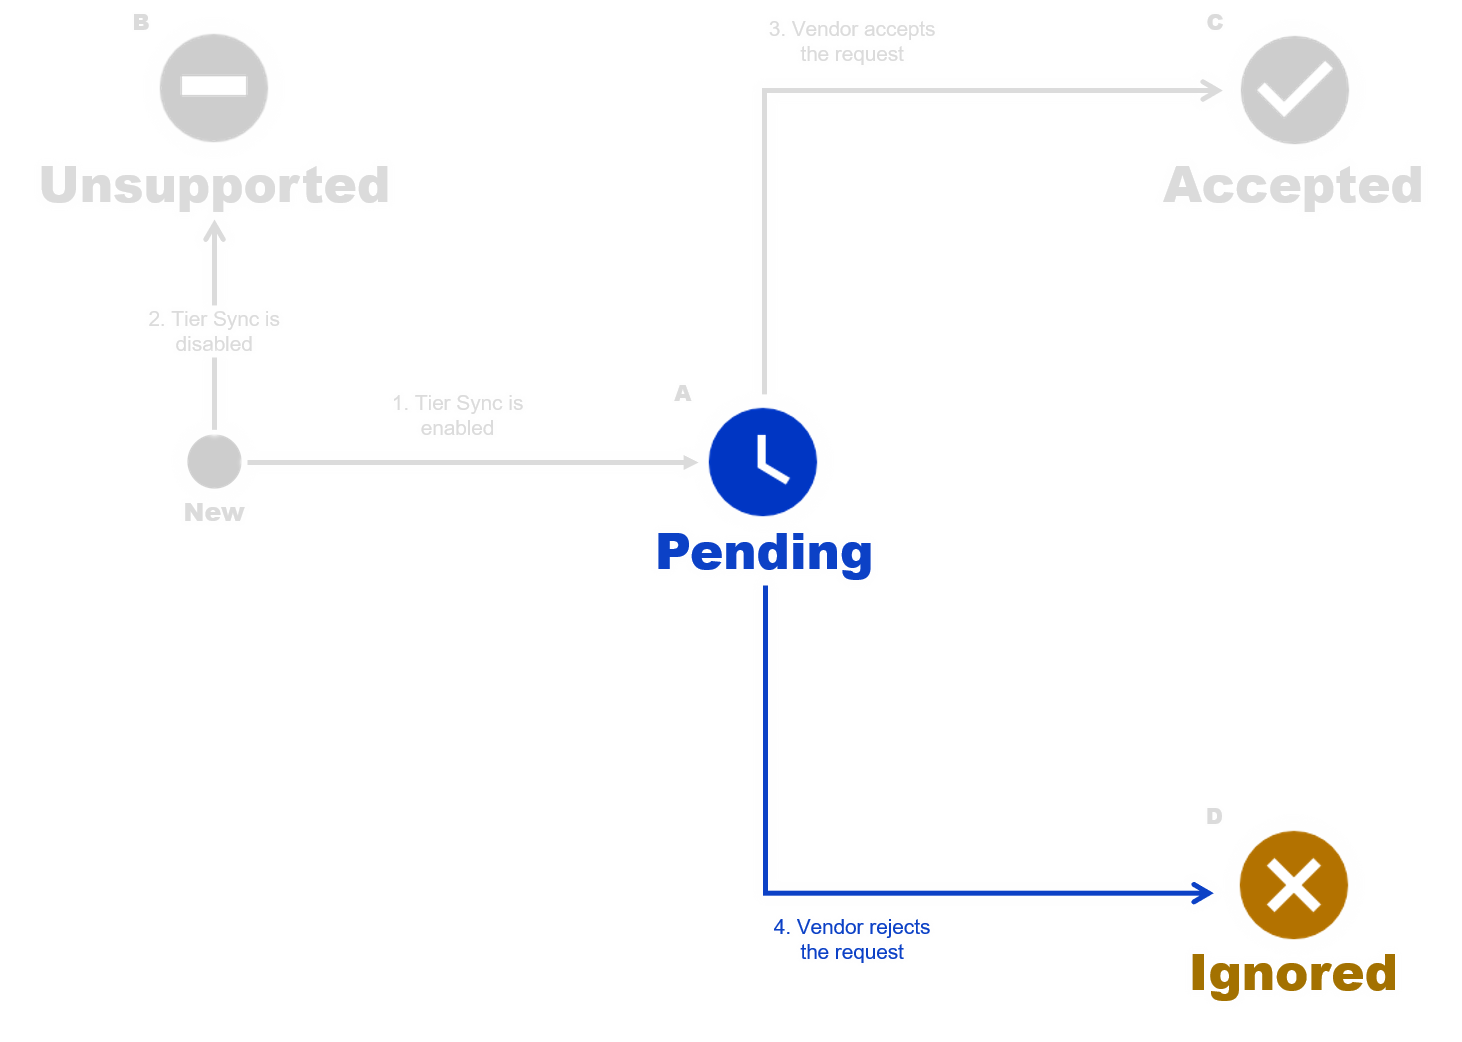 B
Unsupported
3. Vendor accepts
the request
C
Accepted
2. Tier Sync is
disabled
New
1. Tier Sync is
enabled
A
Pending
4. Vendor rejects
the request
D
Ignored